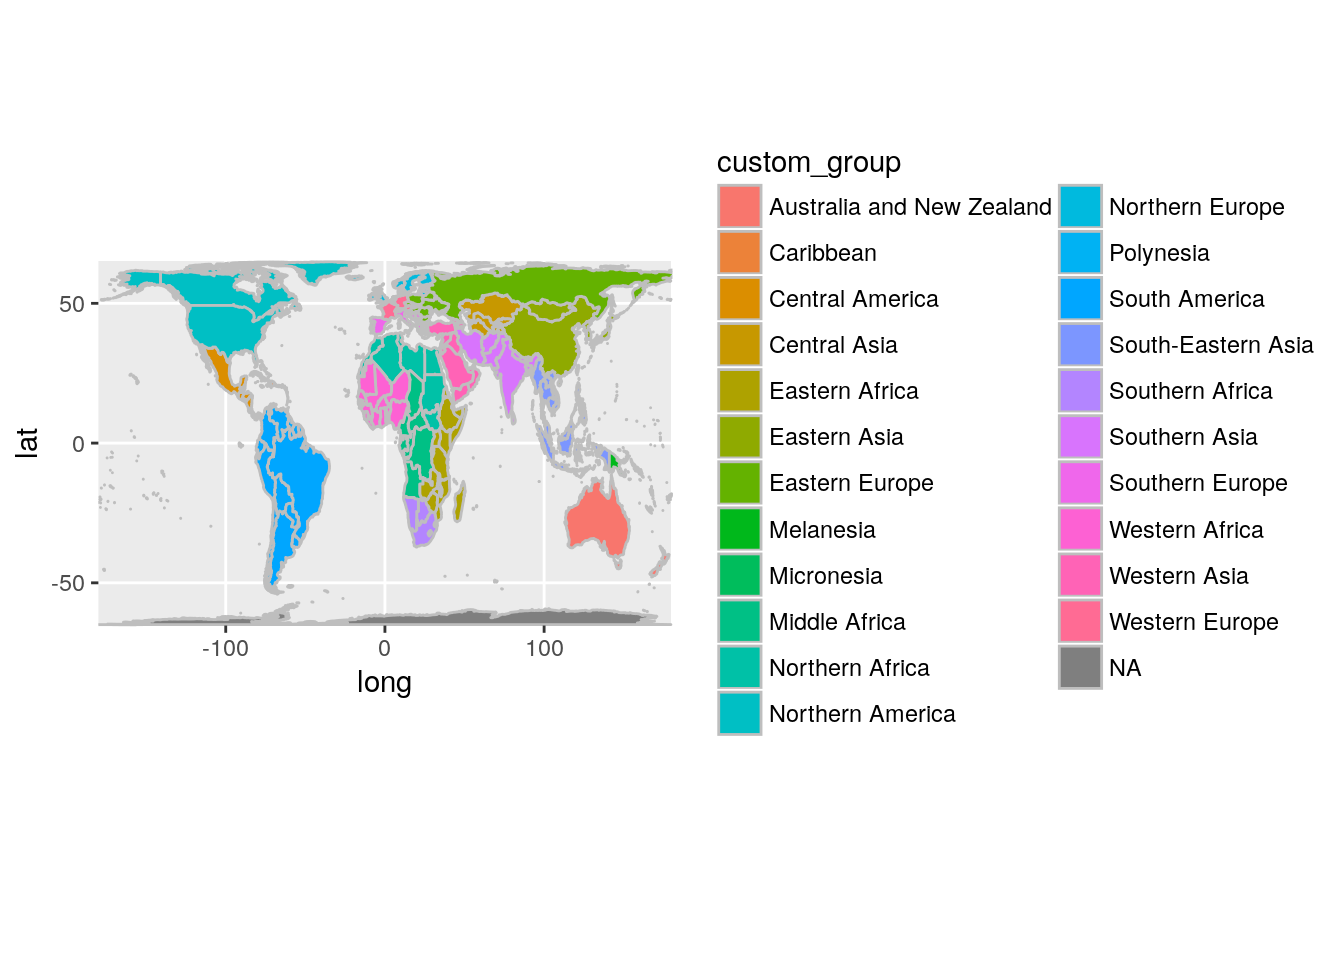 custom_group
Australia and New Zealand
Caribbean
Central America
Central Asia
Eastern Africa
Eastern Asia
Eastern Europe
Melanesia
Micronesia
Middle Africa
Northern Africa
Northern America
Northern Europe
Polynesia
South America
South-Eastern Asia
Southern Africa
Southern Asia
Southern Europe
Western Africa
Western Asia
Western Europe
NA
lat
50
0
-50
-100
0
100
long